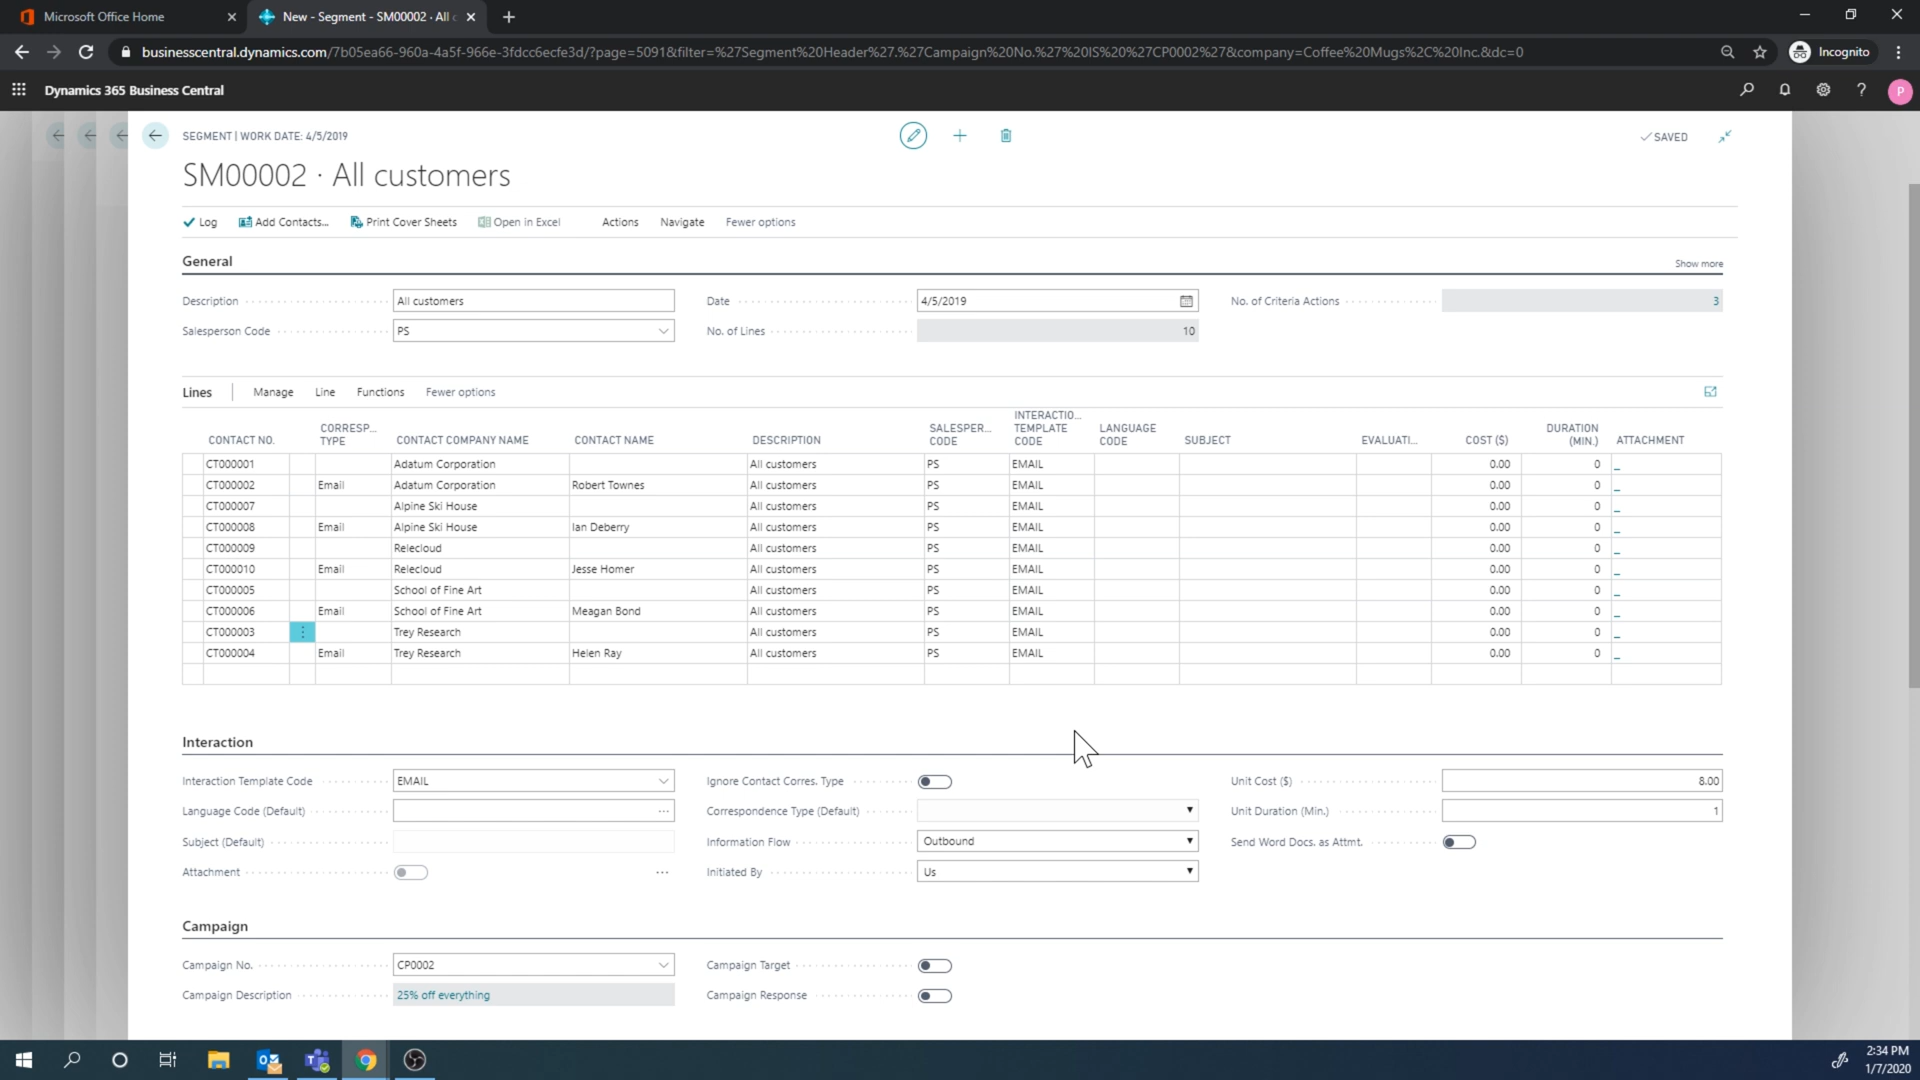 Microsoft Office Home
New - Segment - SM00002 · All c
businesscentral.dynamics.com/7b05ea66-960a-4a5f-966e-3fdcc6ecfe3d/?page=5091&filter=%27Segment%20Header%27.%27Campaign%20No.%27%20IS%20%27CP0002%27&company=Coffee%20Mugs%2C%20Inc.&dc=0
Incognito
Dynamics 365 Business Central
P
SEGMENT | WORK DATE: 4/5/2019
SAVED
SM00002 · All customers
Log Add Contacts... Print Cover Sheets Open in Excel Actions Navigate Fewer options
General
Show more
Description All customers Date 4/5/2019 No. of Criteria Actions 3
Salesperson Code PS No. of Lines 10
Lines Manage Line Functions Fewer options
CONTACT NO. CORRESP... TYPE CONTACT COMPANY NAME CONTACT NAME DESCRIPTION SALESPER... CODE INTERACTIO... TEMPLATE CODE LANGUAGE CODE SUBJECT EVALUATI... COST ($) DURATION (MIN.) ATTACHMENT
CT000001 Adatum Corporation All customers PS EMAIL 0.00 0 _
CT000002 Email Adatum Corporation Robert Townes All customers PS EMAIL 0.00 0 _
CT000007 Alpine Ski House All customers PS EMAIL 0.00 0 _
CT000008 Email Alpine Ski House Ian Deberry All customers PS EMAIL 0.00 0 _
CT000009 Relecloud All customers PS EMAIL 0.00 0 _
CT000010 Email Relecloud Jesse Homer All customers PS EMAIL 0.00 0 _
CT000005 School of Fine Art All customers PS EMAIL 0.00 0 _
CT000006 Email School of Fine Art Meagan Bond All customers PS EMAIL 0.00 0 _
CT000003 Trey Research All customers PS EMAIL 0.00 0 _
CT000004 Email Trey Research Helen Ray All customers PS EMAIL 0.00 0 _
Interaction
Interaction Template Code EMAIL Ignore Contact Corres. Type Unit Cost ($) 8.00
Language Code (Default) Correspondence Type (Default) Unit Duration (Min.) 1
Subject (Default) Information Flow Outbound Send Word Docs. as Attmt.
Attachment Initiated By Us
Campaign
Campaign No. CP0002 Campaign Target
Campaign Description 25% off everything Campaign Response
2:34 PM
1/7/2020